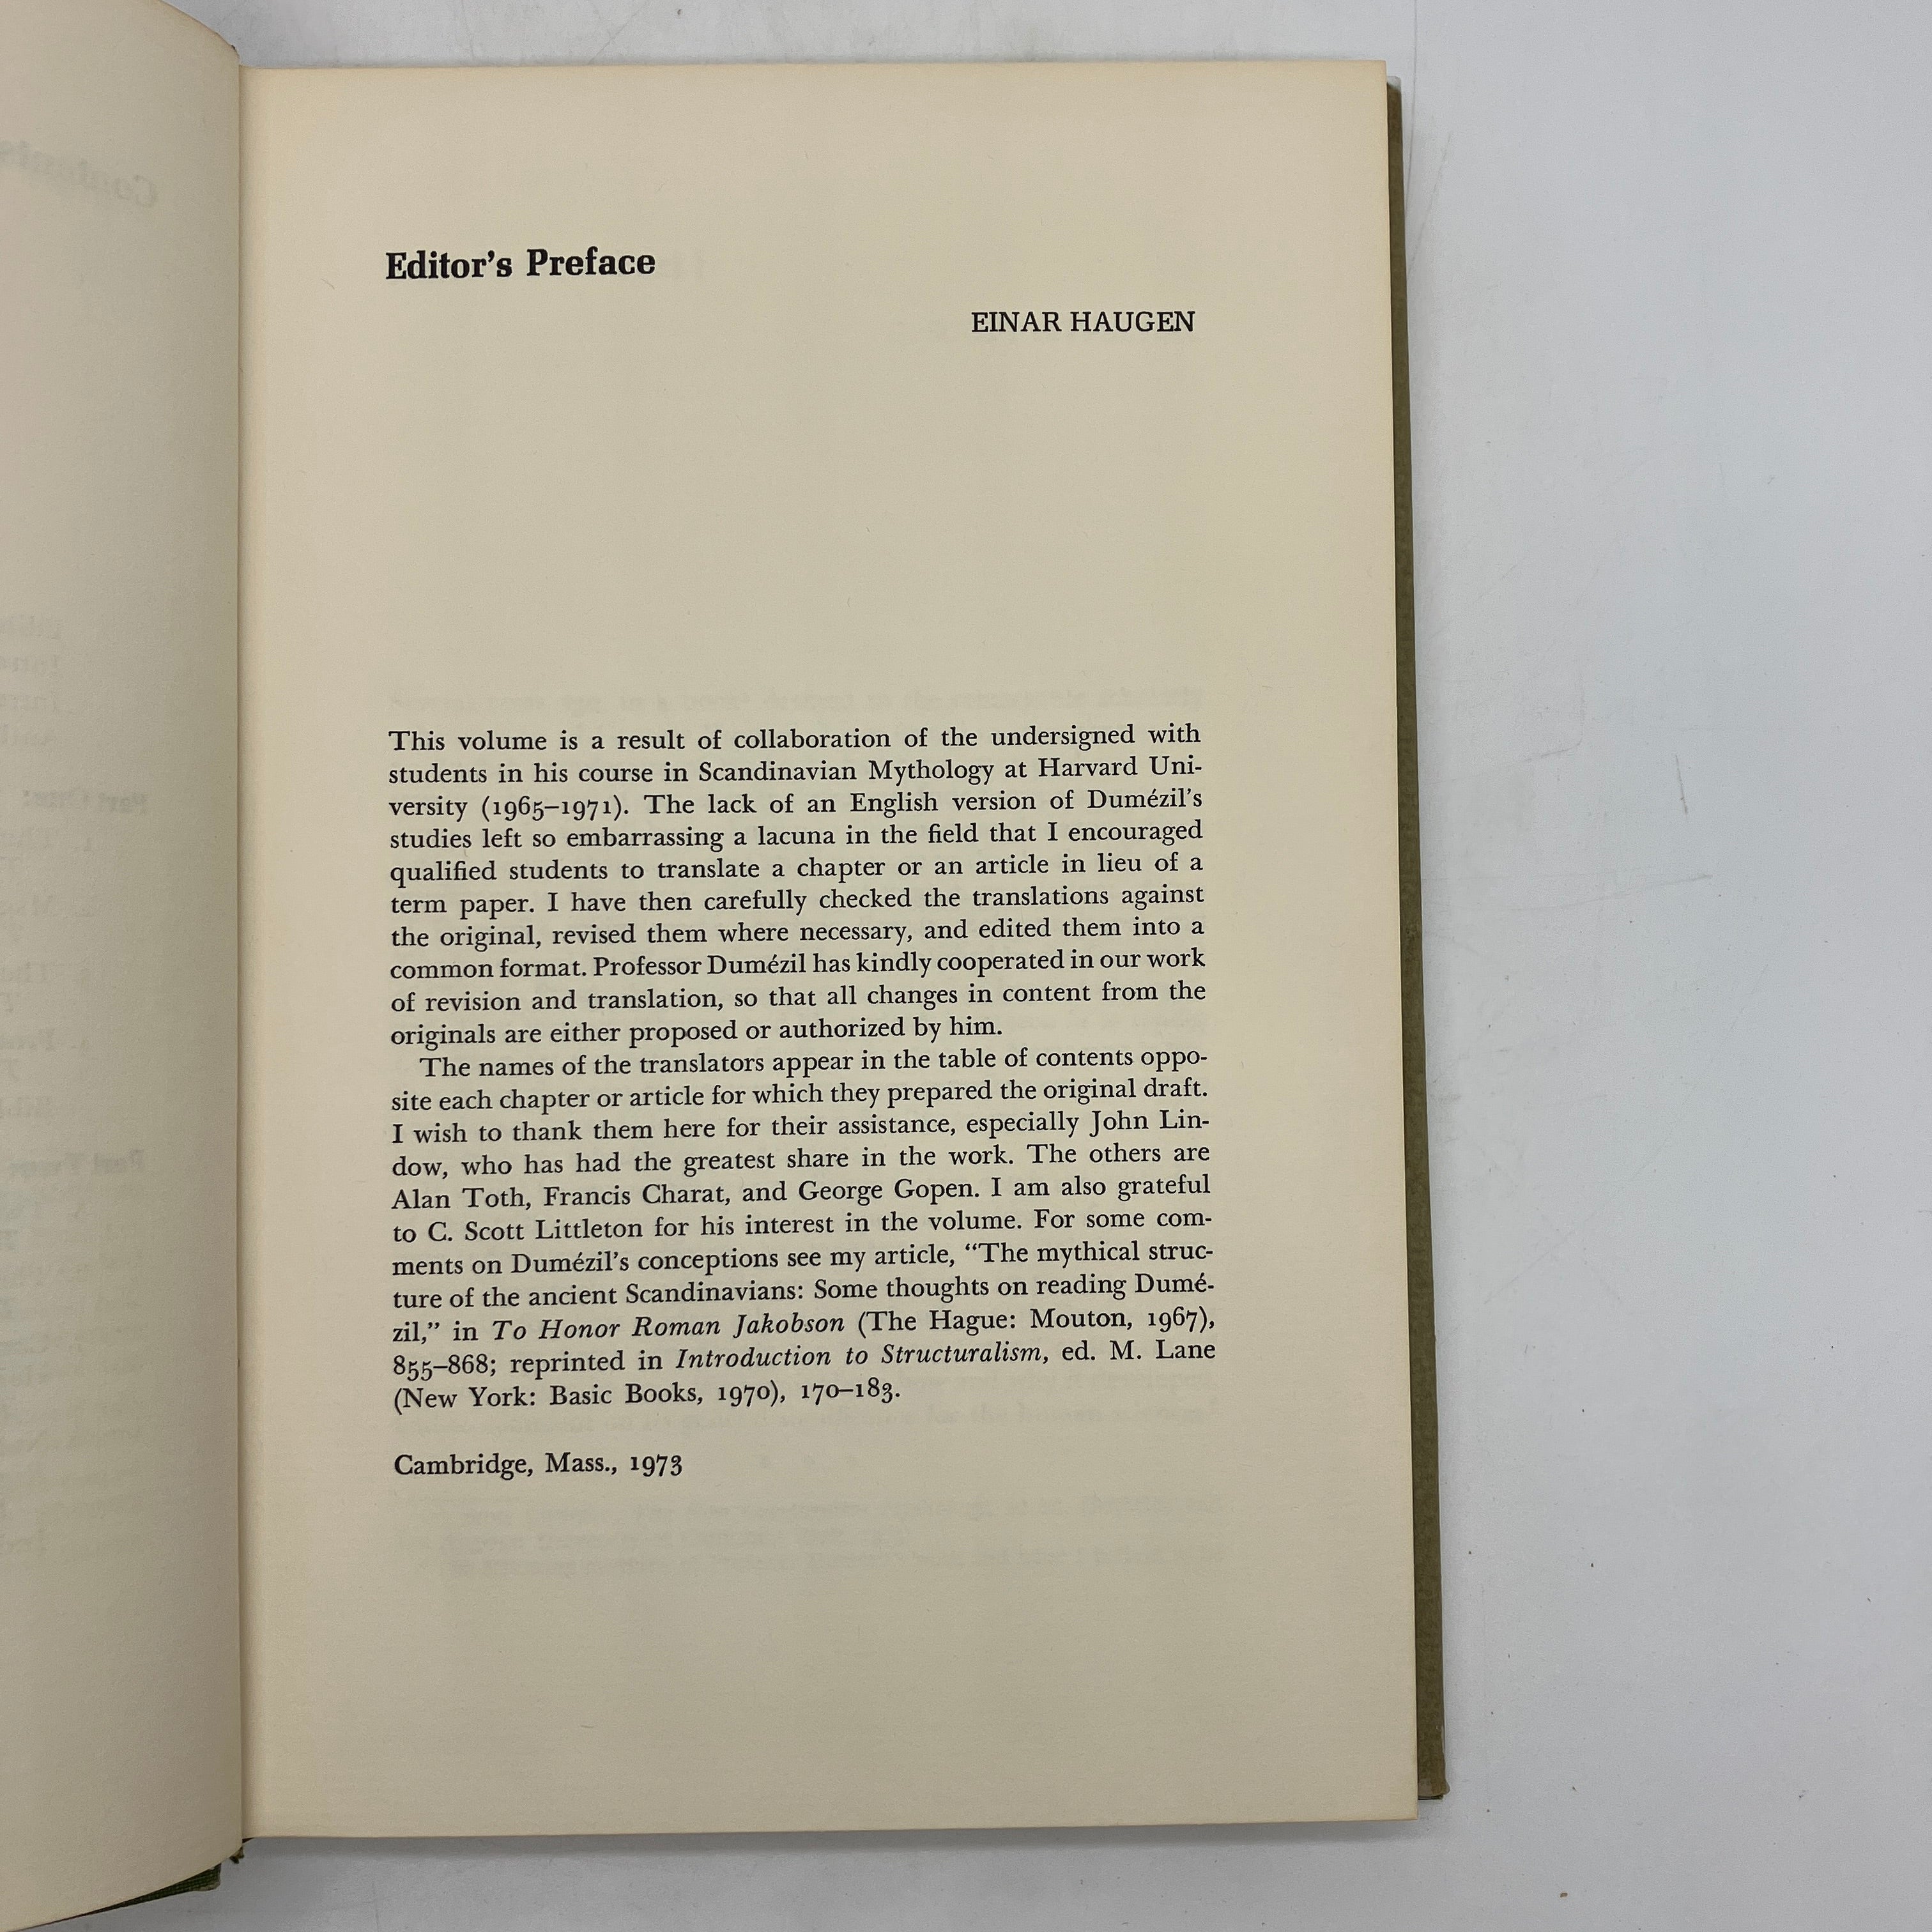 Editor's Preface
EINAR HAUGEN
This volume is a result of collaboration of the undersigned with
students in his course in Scandinavian Mythology at Harvard Uni-
versity (1965–1971). The lack of an English version of Dumézil's
studies left so embarrassing a lacuna in the field that I encouraged
qualified students to translate a chapter or an article in lieu of a
term paper. I have then carefully checked the translations against
the original, revised them where necessary, and edited them into a
common format. Professor Dumézil has kindly cooperated in our work
of revision and translation, so that all changes in content from the
originals are either proposed or authorized by him.
The names of the translators appear in the table of contents oppo-
site each chapter or article for which they prepared the original draft.
I wish to thank them here for their assistance, especially John Lin-
dow, who has had the greatest share in the work. The others are
Alan Toth, Francis Charat, and George Gopen. I am also grateful
to C. Scott Littleton for his interest in the volume. For some com-
ments on Dumézil's conceptions see my article, “The mythical struc-
ture of the ancient Scandinavians: Some thoughts on reading Dumé-
zil,” in To Honor Roman Jakobson (The Hague: Mouton, 1967),
855–868; reprinted in Introduction to Structuralism, ed. M. Lane
(New York: Basic Books, 1970), 170–183.
Cambridge, Mass., 1973